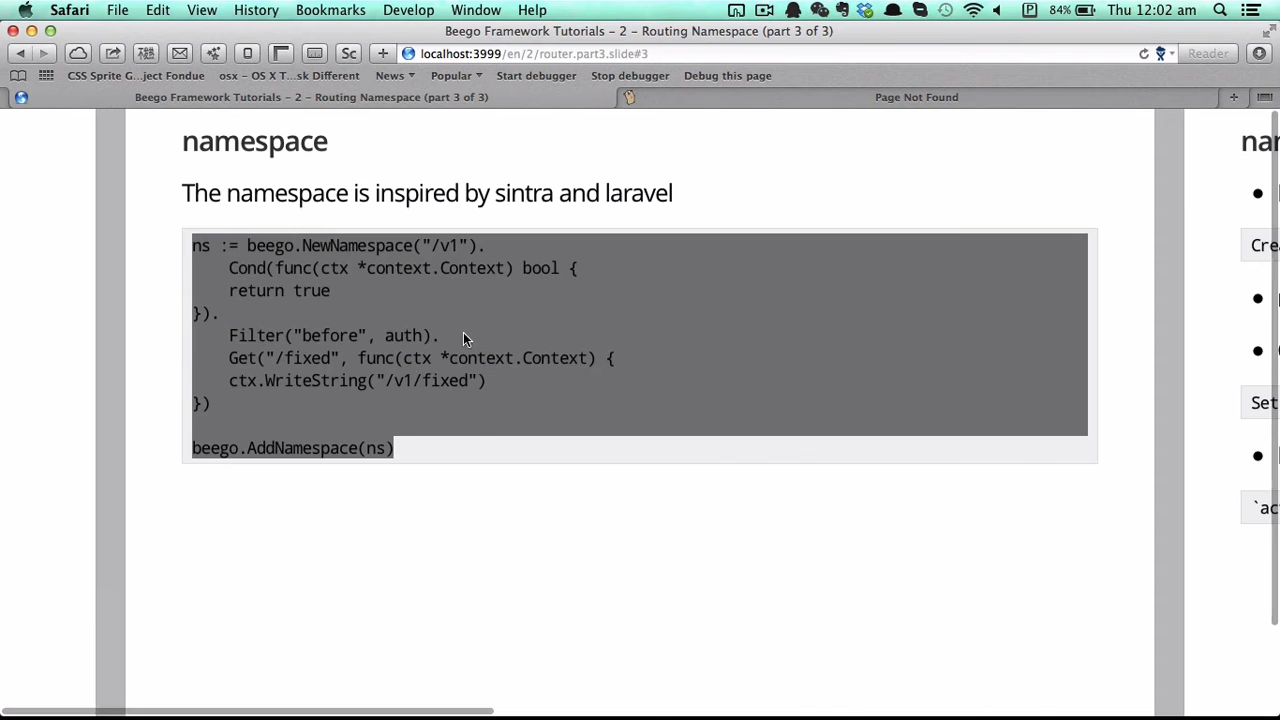 Safari File Edit View History Bookmarks Develop Window Help 84% Thu 12:02 am
Beego Framework Tutorials – 2 – Routing Namespace (part 3 of 3)
Sc localhost:3999/en/2/router.part3.slide#3 Reader
CSS Sprite G...ject Fondue osx – OS X T...sk Different News Popular Start debugger Stop debugger Debug this page
Beego Framework Tutorials – 2 – Routing Namespace (part 3 of 3) Page Not Found
namespace
The namespace is inspired by sintra and laravel
ns := beego.NewNamespace("/v1").
Cond(func(ctx *context.Context) bool {
return true
}).
Filter("before", auth).
Get("/fixed", func(ctx *context.Context) {
ctx.WriteString("/v1/fixed")
})
beego.AddNamespace(ns)
Set